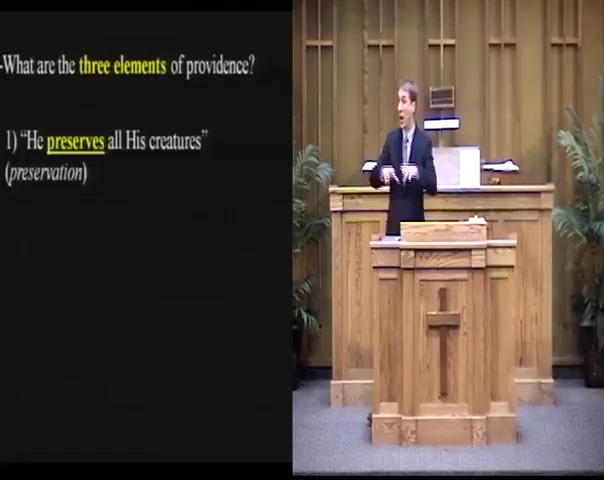 -What are the three elements of providence?
1) “He preserves all His creatures”
(preservation)